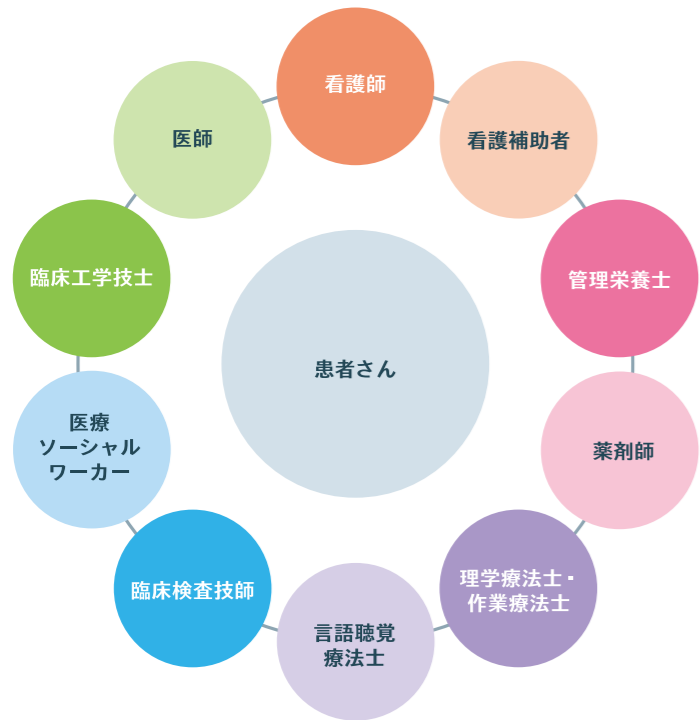 看護師
看護補助者
管理栄養士
薬剤師
理学療法士・
作業療法士
言語聴覚
療法士
臨床検査技師
医療
ソーシャル
ワーカー
臨床工学技士
医師
患者さん